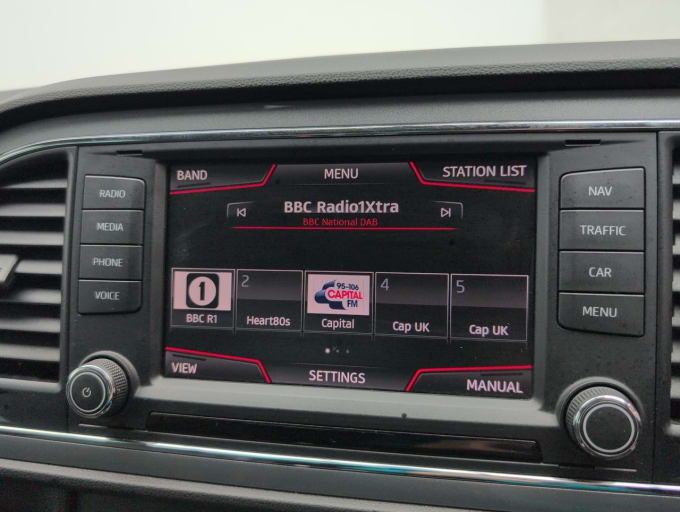 BAND
MENU
STATION LIST
BBC Radio1Xtra
BBC National DAB
RADIO
MEDIA
PHONE
VOICE
NAV
TRAFFIC
CAR
MENU
1
BBC R1
2
Heart80s
95-106
CAPITAL
FM
Capital
4
Cap UK
5
Cap UK
VIEW
SETTINGS
MANUAL